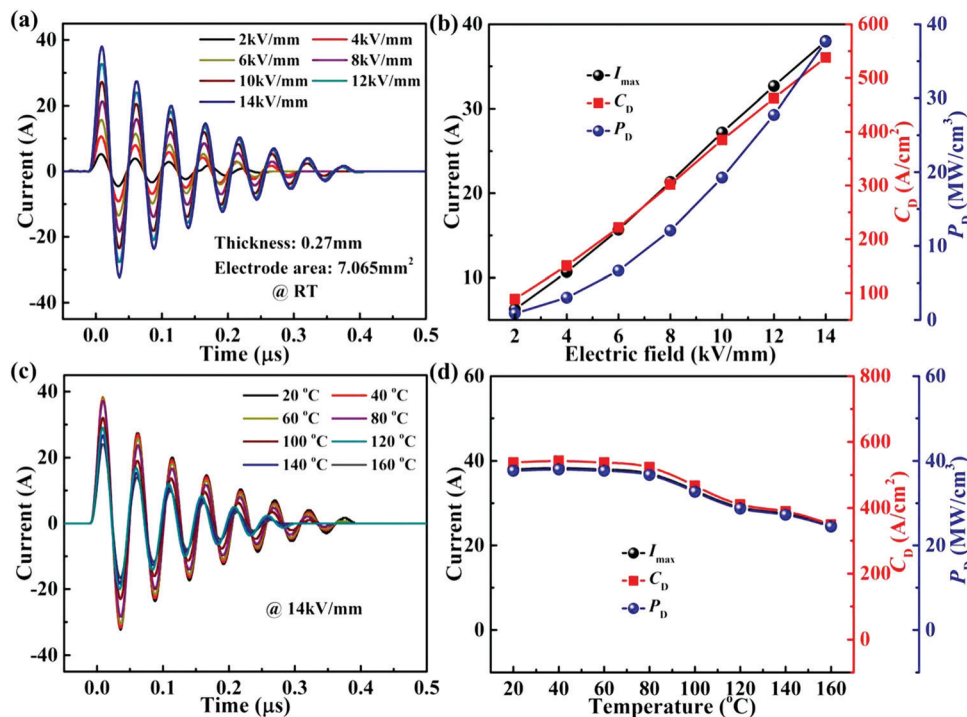 (a)
40
20
0
-20
-40
Current (A)
2kV/mm 4kV/mm
6kV/mm 8kV/mm
10kV/mm 12kV/mm
14kV/mm
Thickness: 0.27mm
Electrode area: 7.065mm²
@ RT
0.0 0.1 0.2 0.3 0.4 0.5
Time (μs)
(b)
40
30
20
10
Current (A)
Imax
CD
PD
600
500
400
300
200
100
0
CD (A/cm²)
40
30
20
10
0
PD (MW/cm³)
2 4 6 8 10 12 14
Electric field (kV/mm)
(c)
40
20
0
-20
-40
Current (A)
20 °C 40 °C
60 °C 80 °C
100 °C 120 °C
140 °C 160 °C
@ 14kV/mm
0.0 0.1 0.2 0.3 0.4 0.5
Time (μs)
(d)
60
45
30
15
0
Current (A)
Imax
CD
PD
800
600
400
200
0
CD (A/cm²)
60
40
20
0
PD (MW/cm³)
20 40 60 80 100 120 140 160
Temperature (°C)